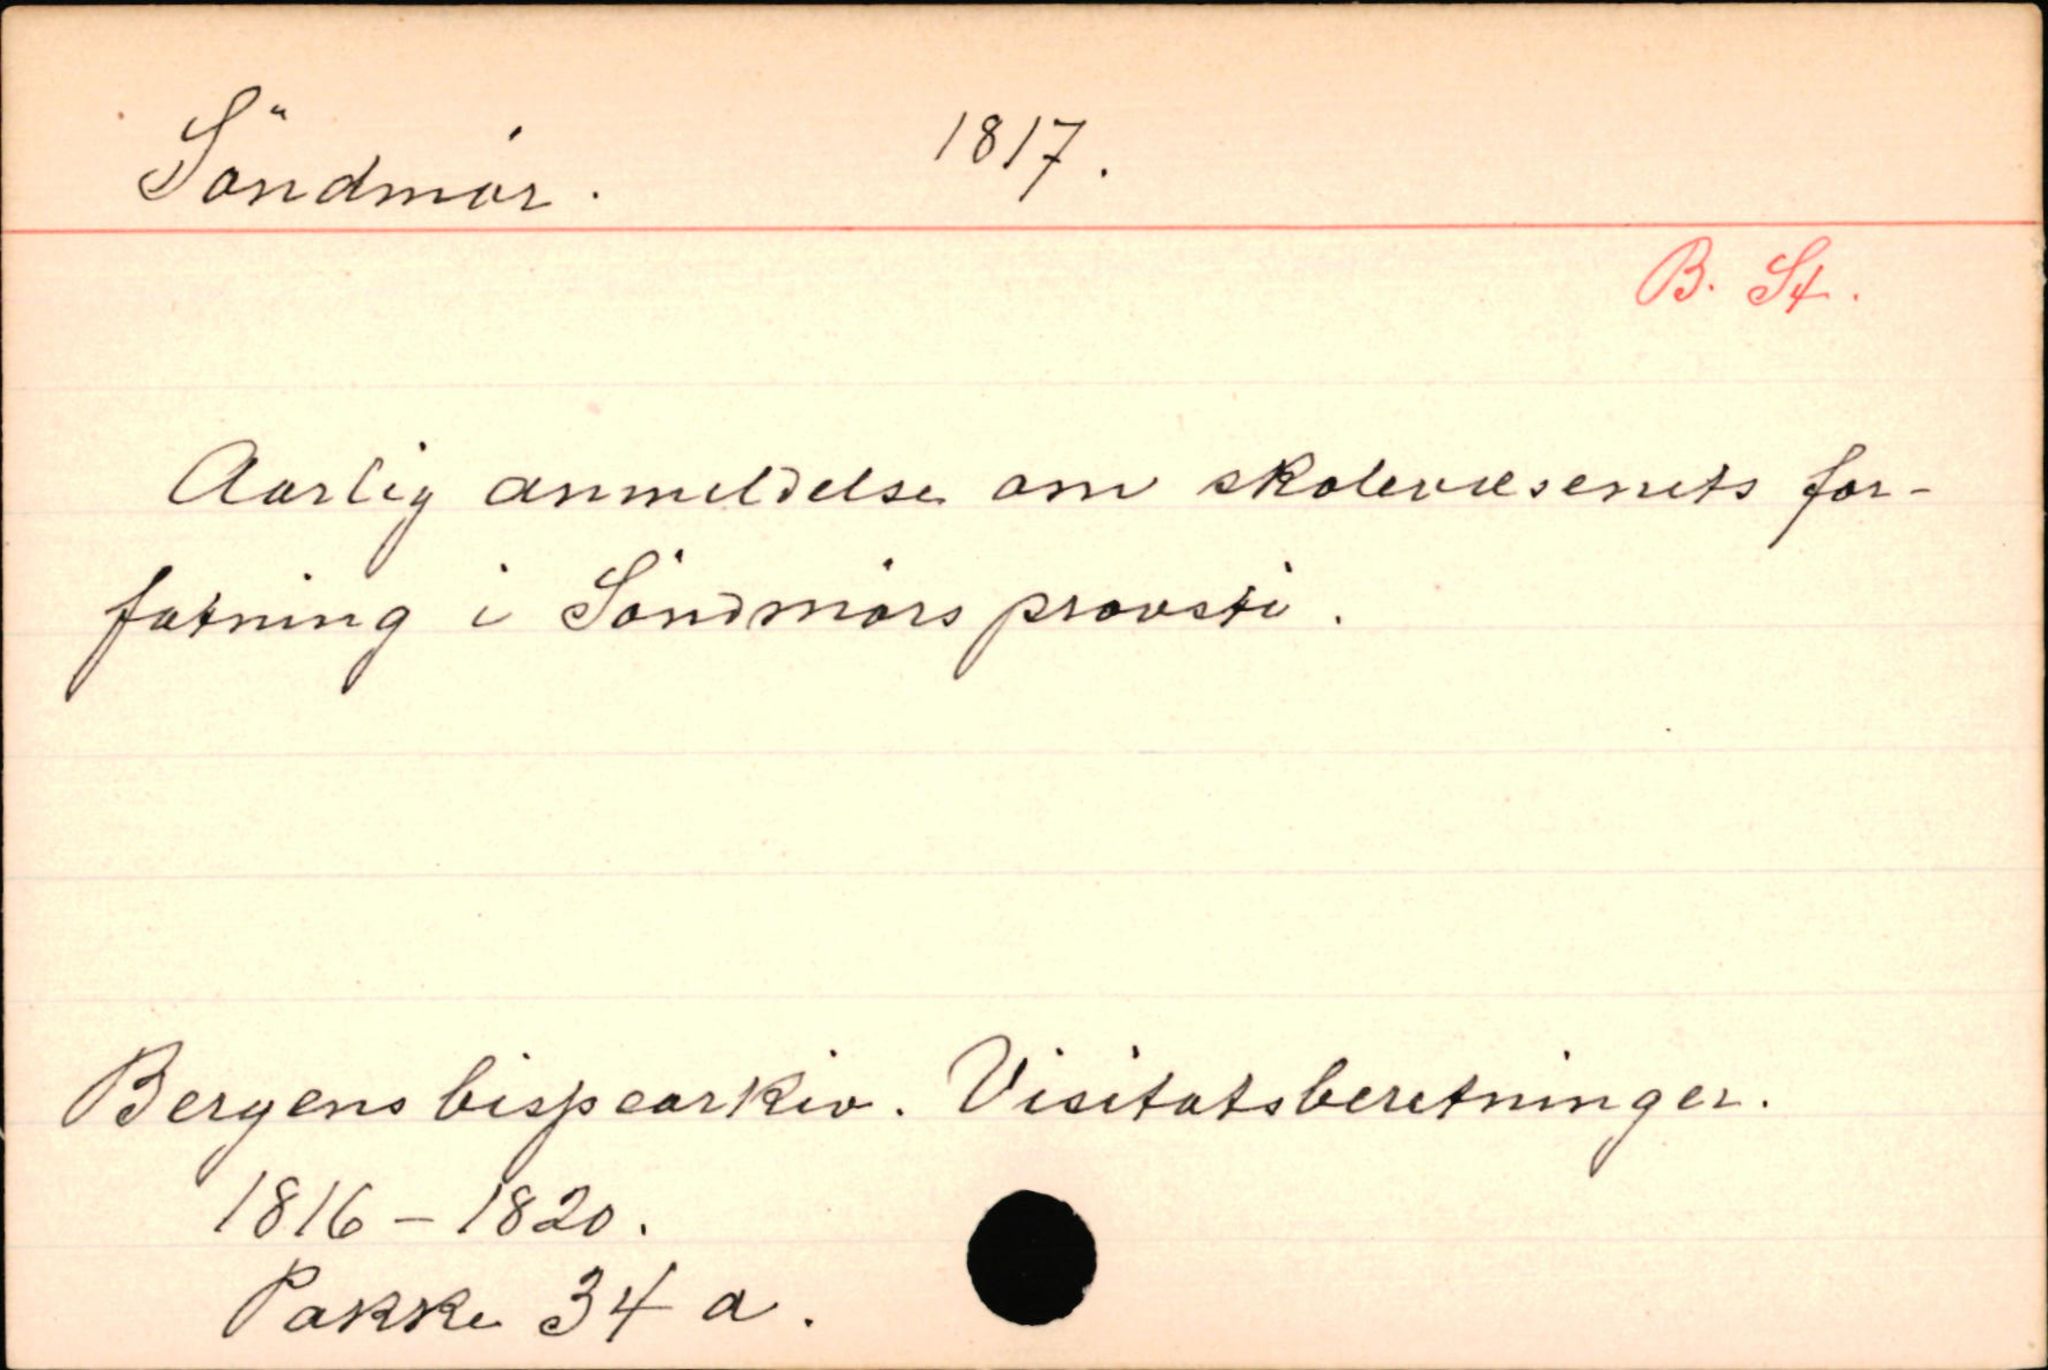 Söndmör. 1817.
B. St.
Aarlig anmeldelse om skolevæsenets for-
fatning i Söndmörs provsti.
Bergens bispearkiv. Visitatsberetninger.
1816-1820.
Pakke 34 a.